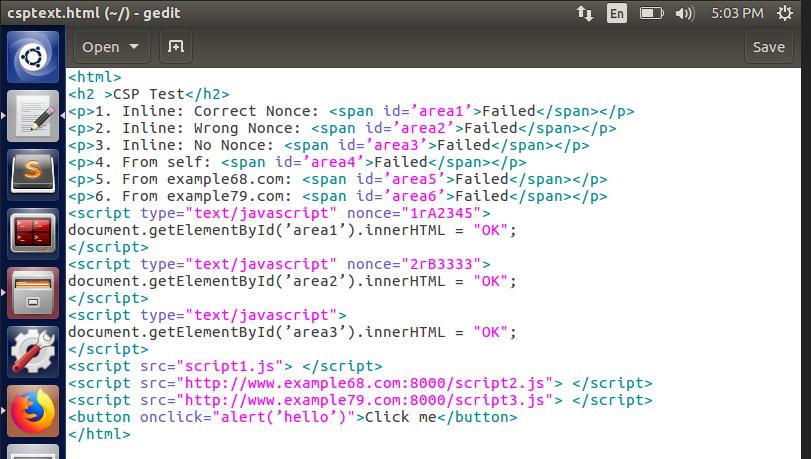 csptext.html (~/) - gedit
En
5:03 PM
Open
Save
<html>
<h2 >CSP Test</h2>
<p>1. Inline: Correct Nonce: <span id=’area1’>Failed</span></p>
<p>2. Inline: Wrong Nonce: <span id=’area2’>Failed</span></p>
<p>3. Inline: No Nonce: <span id=’area3’>Failed</span></p>
<p>4. From self: <span id=’area4’>Failed</span></p>
<p>5. From example68.com: <span id=’area5’>Failed</span></p>
<p>6. From example79.com: <span id=’area6’>Failed</span></p>
<script type="text/javascript" nonce="1rA2345">
document.getElementById(’area1’).innerHTML = "OK";
</script>
<script type="text/javascript" nonce="2rB3333">
document.getElementById(’area2’).innerHTML = "OK";
</script>
<script type="text/javascript">
document.getElementById(’area3’).innerHTML = "OK";
</script>
<script src="script1.js"> </script>
<script src="http://www.example68.com:8000/script2.js"> </script>
<script src="http://www.example79.com:8000/script3.js"> </script>
<button onclick="alert(’hello’)">Click me</button>
</html>